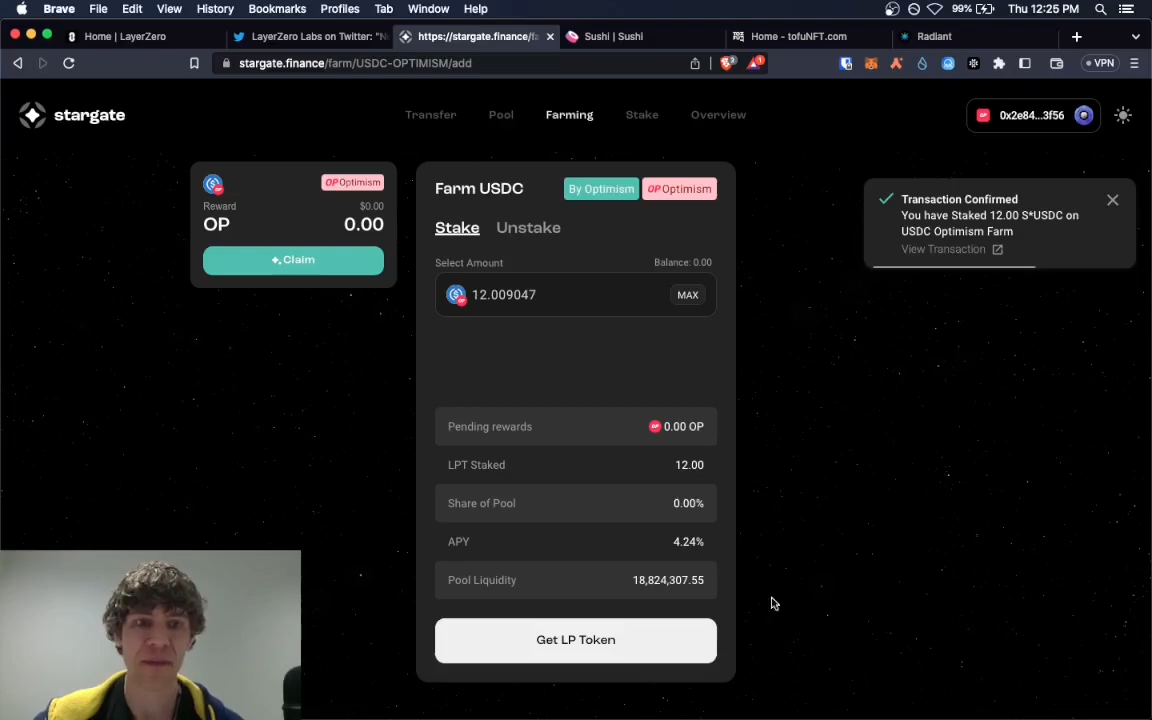 Brave File Edit View History Bookmarks Profiles Tab Window Help 99% Thu 12:25 PM
Home | LayerZero LayerZero Labs on Twitter: "N https://stargate.finance/fa Sushi | Sushi Home - tofuNFT.com Radiant
stargate.finance/farm/USDC-OPTIMISM/add VPN
stargate Transfer Pool Farming Stake Overview 0x2e84...3f56
OP Optimism
Reward $0.00
OP 0.00
Claim
Farm USDC By Optimism OP Optimism
Stake Unstake
Select Amount Balance: 0.00
12.009047 MAX
Pending rewards OP 0.00 OP
LPT Staked 12.00
Share of Pool 0.00%
APY 4.24%
Pool Liquidity 18,824,307.55
Get LP Token
Transaction Confirmed
You have Staked 12.00 S*USDC on
USDC Optimism Farm
View Transaction